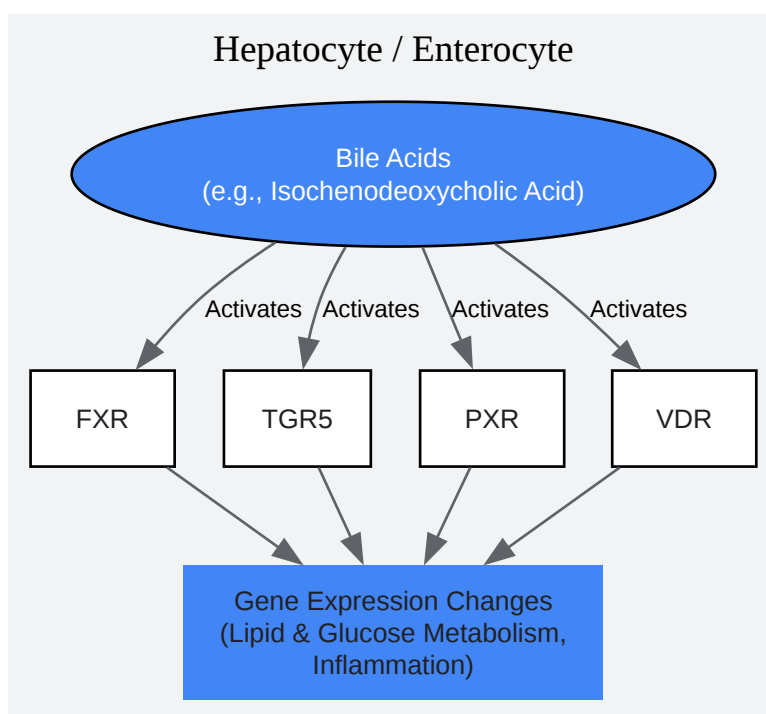 Hepatocyte / Enterocyte
Bile Acids
(e.g., Isochenodeoxycholic Acid)
Activates Activates Activates Activates
FXR TGR5 PXR VDR
Gene Expression Changes
(Lipid & Glucose Metabolism,
Inflammation)